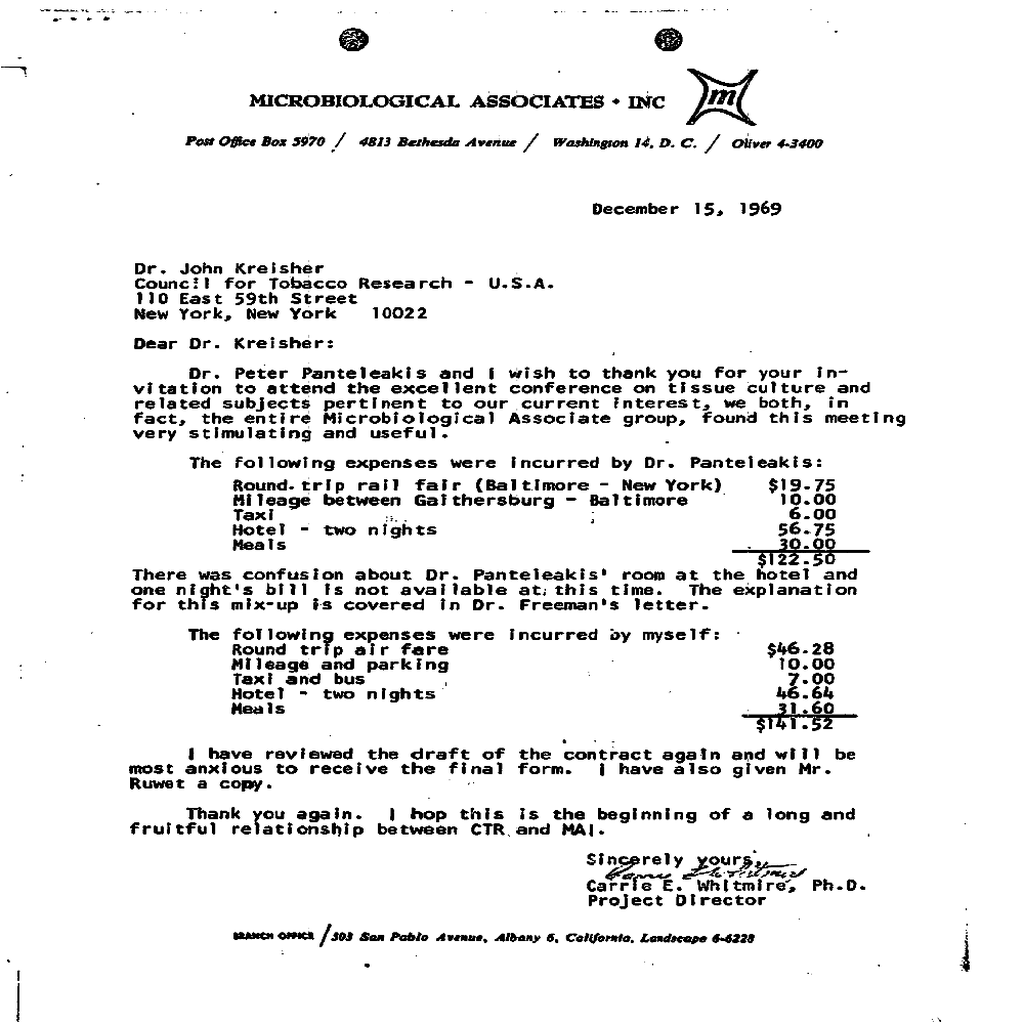 MICROBIOLOGICAL ASSOCIATES • INC m
Post Office Box 5970 / 4813 Bethesda Avenue / Washington 14, D. C. / Oliver 4-3400
December 15, 1969
Dr. John Kreisher
Council for Tobacco Research - U.S.A.
110 East 59th Street
New York, New York 10022
Dear Dr. Kreisher:
Dr. Peter Panteleakis and I wish to thank you for your in-
vitation to attend the excellent conference on tissue culture and
related subjects pertinent to our current interest, we both, in
fact, the entire Microbiological Associate group, found this meeting
very stimulating and useful.
The following expenses were incurred by Dr. Panteleakis:
Round trip rail fair (Baltimore - New York) $19.75
Mileage between Gaithersburg - Baltimore 10.00
Taxi 6.00
Hotel - two nights 56.75
Meals 30.00
$122.50
There was confusion about Dr. Panteleakis' room at the hotel and
one night's bill is not available at this time. The explanation
for this mix-up is covered in Dr. Freeman's letter.
The following expenses were incurred by myself:
Round trip air fare $46.28
Mileage and parking 10.00
Taxi and bus 7.00
Hotel - two nights 46.64
Meals 31.60
$141.52
I have reviewed the draft of the contract again and will be
most anxious to receive the final form. I have also given Mr.
Ruwet a copy.
Thank you again. I hop this is the beginning of a long and
fruitful relationship between CTR and MAI.
Sincerely yours,
Carrie E. Whitmire
Carrie E. Whitmire, Ph.D.
Project Director
BRANCH OFFICE / 303 San Pablo Avenue, Albany 6, California, Landscape 6-6228